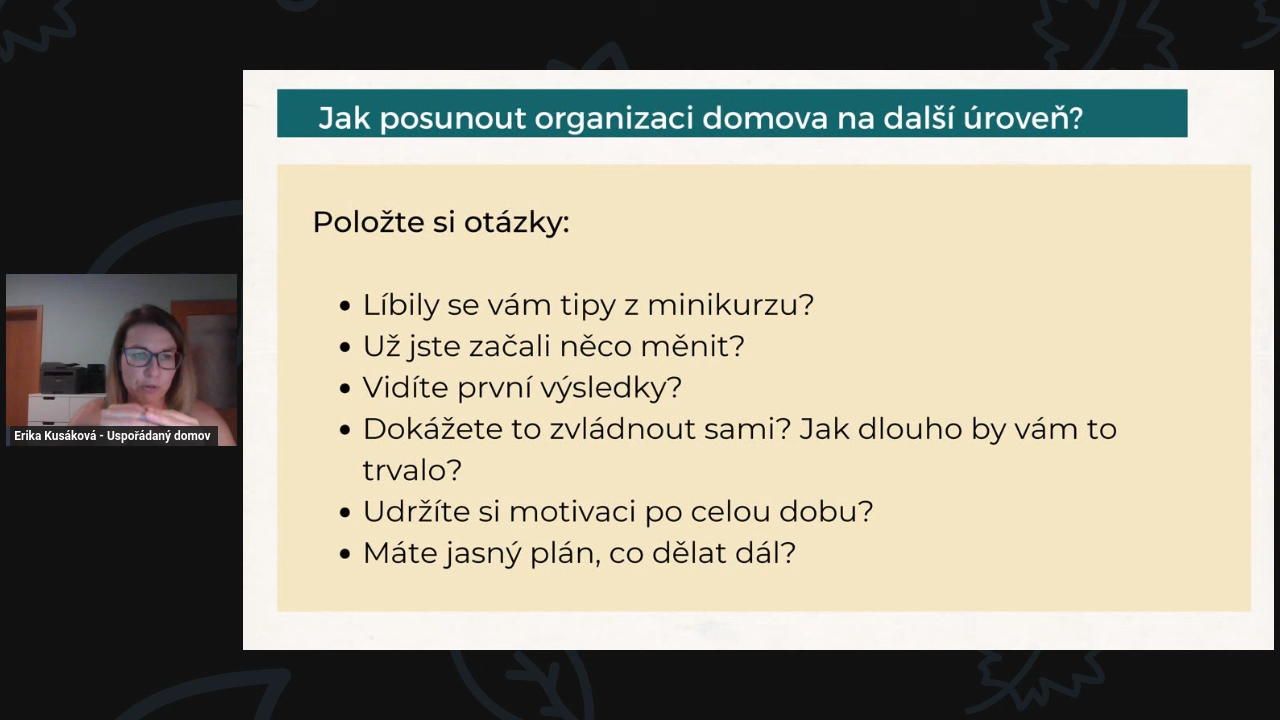 Jak posunout organizaci domova na další úroveň?
Položte si otázky:
• Líbily se vám tipy z minikurzu?
• Už jste začali něco měnit?
• Vidíte první výsledky?
• Dokážete to zvládnout sami? Jak dlouho by vám to
trvalo?
• Udržíte si motivaci po celou dobu?
• Máte jasný plán, co dělat dál?
Erika Kusáková - Uspořádaný domov